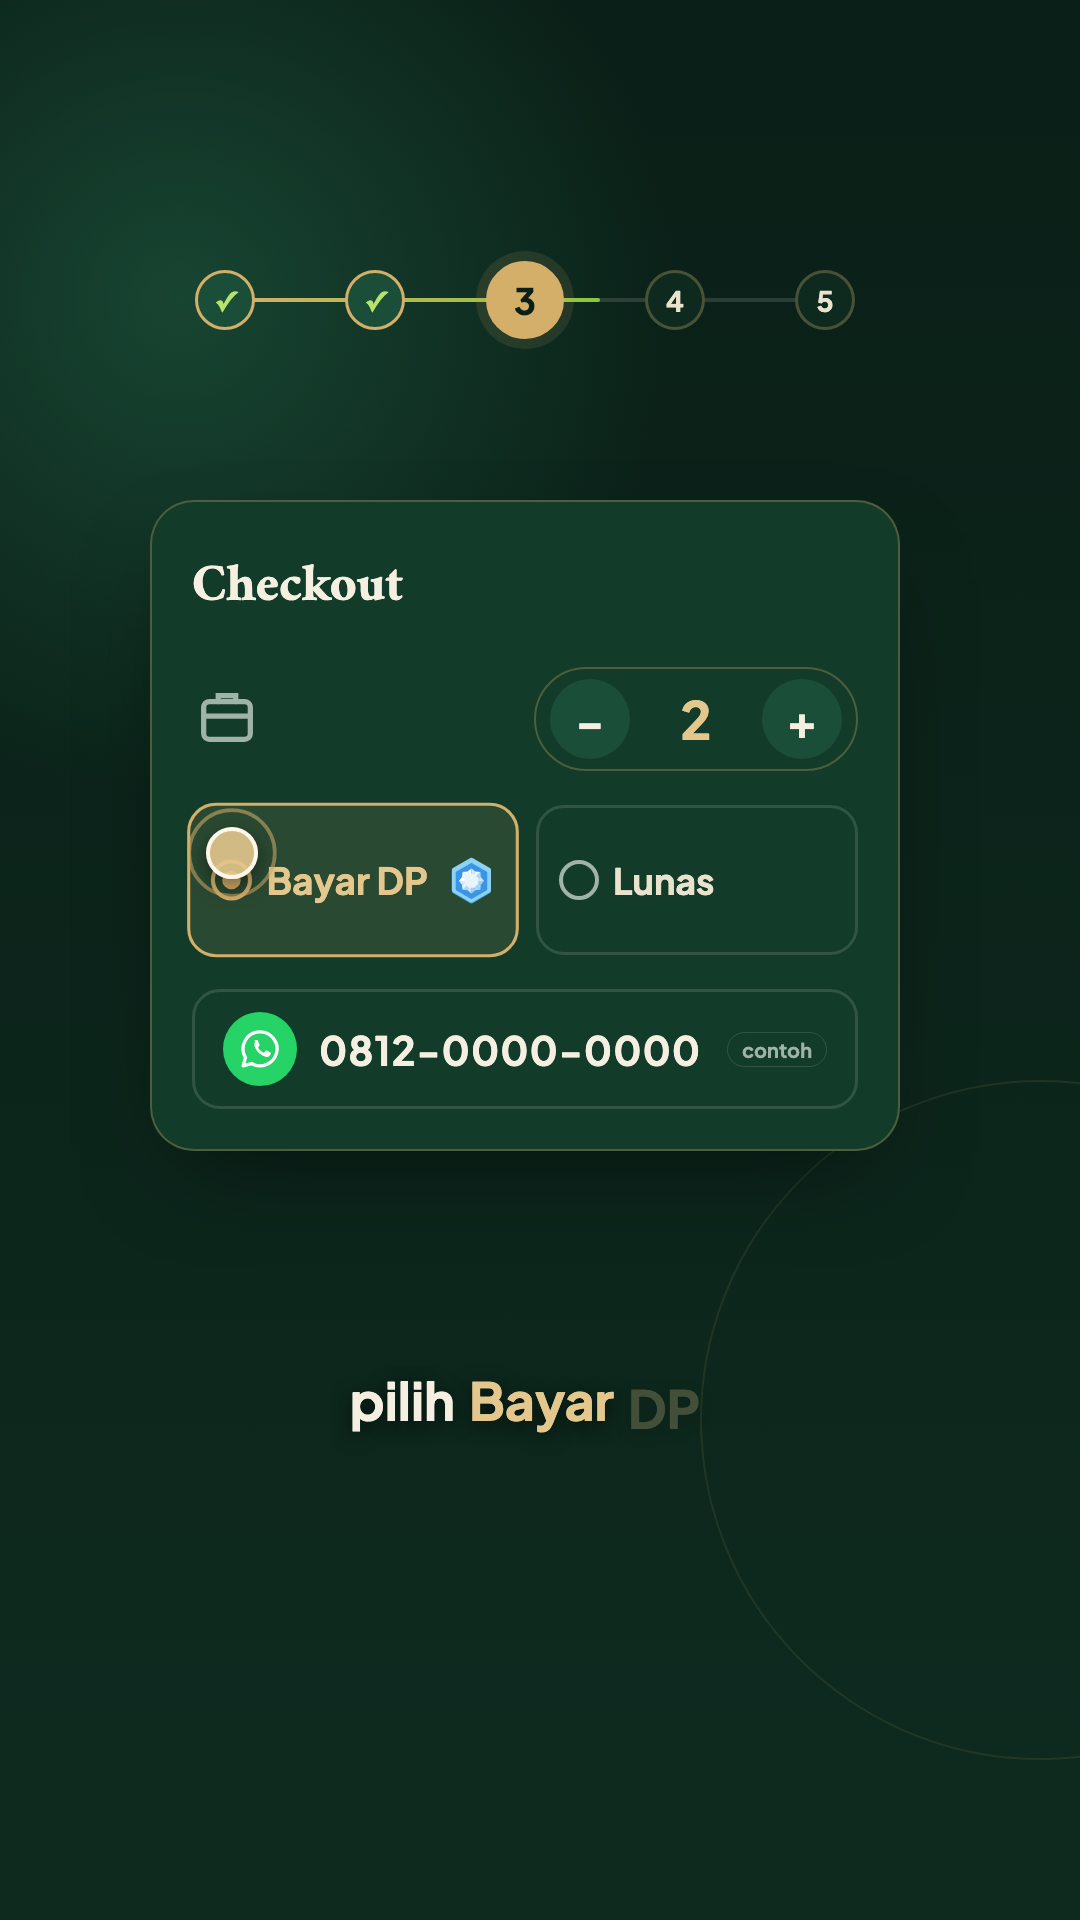 ✓ ✓ 3 4 5
Checkout
– 2 +
Bayar DP
Lunas
0812-0000-0000 contoh
pilih Bayar DP